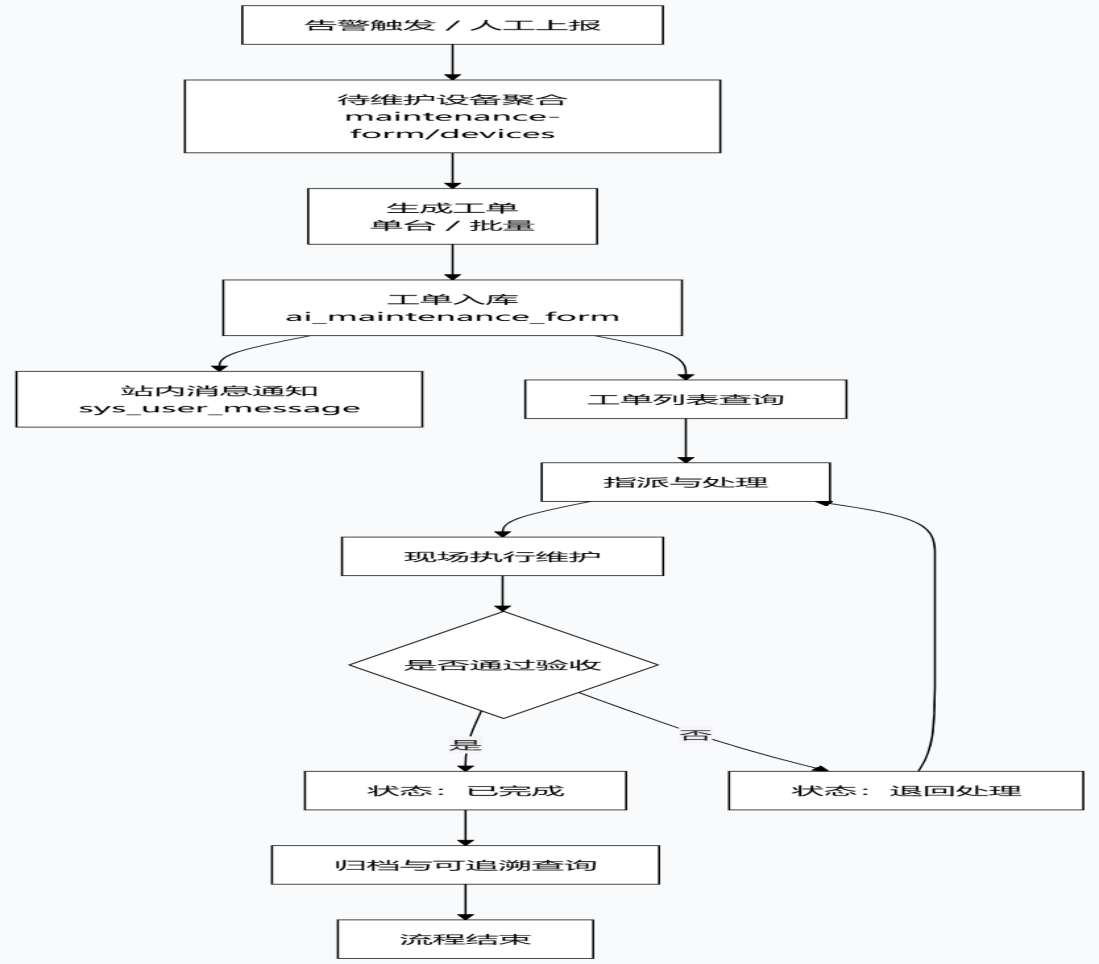 告警触发 / 人工上报
待维护设备聚合
maintenance-
form/devices
生成工单
单台 / 批量
工单入库
ai_maintenance_form
站内消息通知
sys_user_message
工单列表查询
指派与处理
现场执行维护
是否通过验收
是
否
状态： 已完成
状态： 退回处理
归档与可追溯查询
流程结束